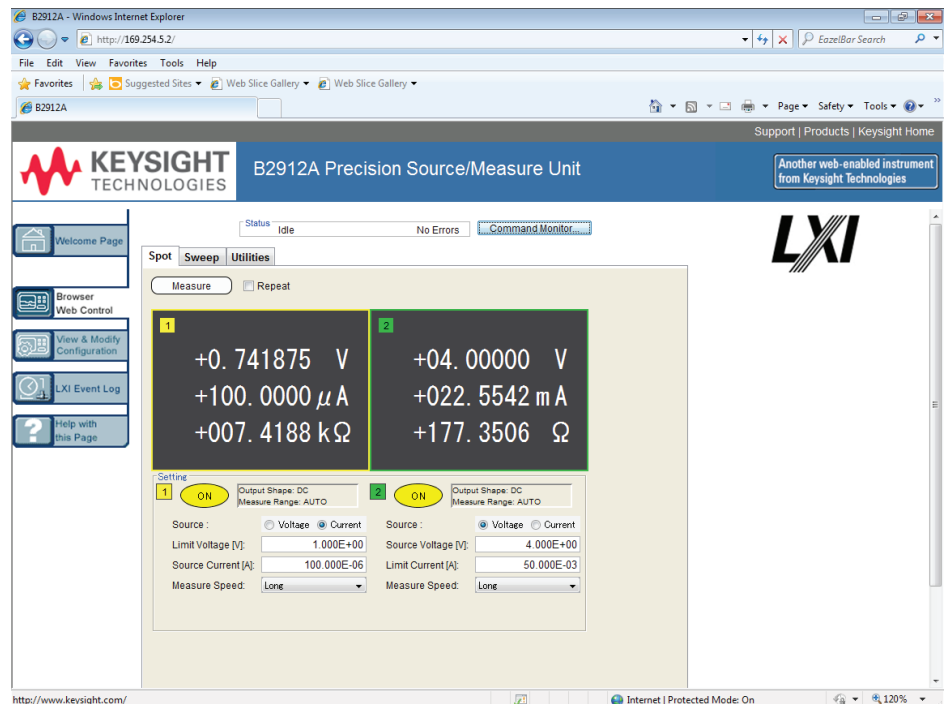 B2912A - Windows Internet Explorer
http://169.254.5.2/
EazelBar Search
File Edit View Favorites Tools Help
Favorites Suggested Sites Web Slice Gallery Web Slice Gallery
B2912A
Page Safety Tools
Support | Products | Keysight Home
KEYSIGHT
TECHNOLOGIES
B2912A Precision Source/Measure Unit
Another web-enabled instrument
from Keysight Technologies
Welcome Page
Browser
Web Control
View & Modify
Configuration
LXI Event Log
Help with
this Page
Status
Idle No Errors Command Monitor...
LXI
Spot Sweep Utilities
Measure Repeat
1 2
+0.741875 V +04.00000 V
+100.0000 μA +022.5542 mA
+007.4188 kΩ +177.3506 Ω
Setting
1 ON Output Shape: DC 2 ON Output Shape: DC
Measure Range: AUTO Measure Range: AUTO
Source : Voltage Current Source : Voltage Current
Limit Voltage [V]: 1.000E+00 Source Voltage [V]: 4.000E+00
Source Current [A]: 100.000E-06 Limit Current [A]: 50.000E-03
Measure Speed: Long Measure Speed: Long
http://www.keysight.com/ Internet | Protected Mode: On 120%